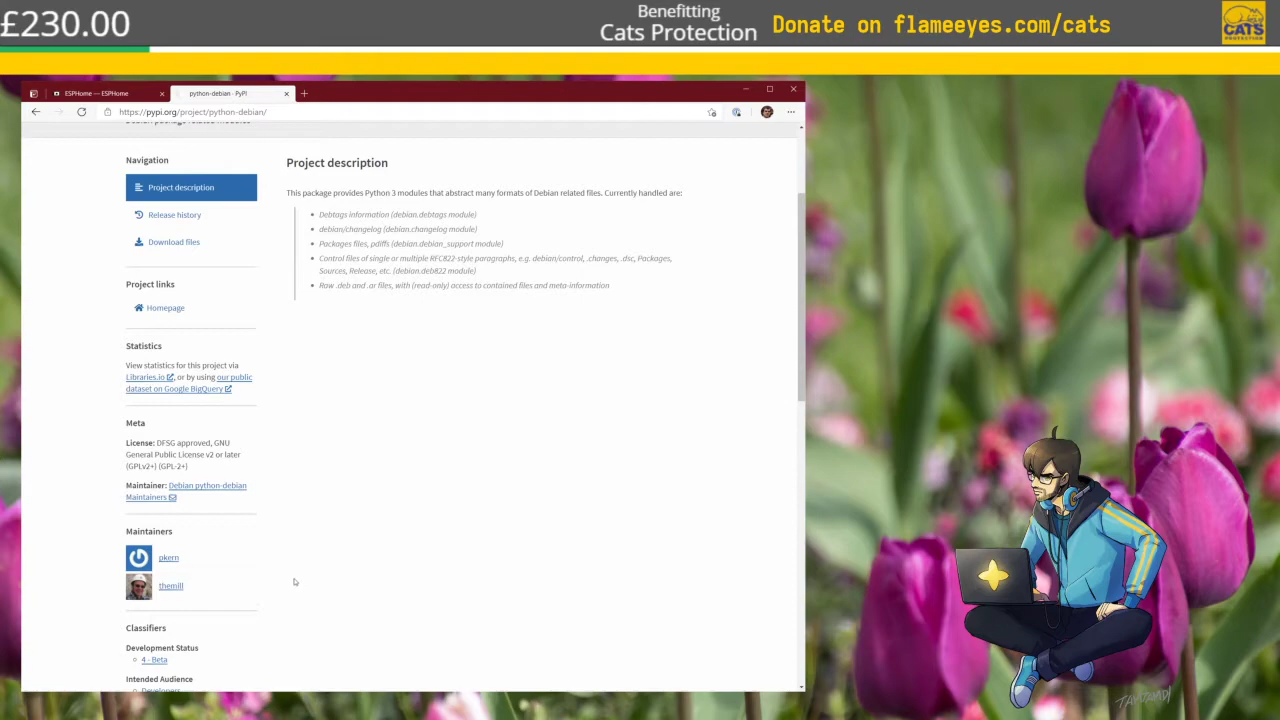 £230.00
Benefitting
Cats Protection
Donate on flameeyes.com/cats
CATS
PROTECTION
ESPHome — ESPHome
python-debian · PyPI
https://pypi.org/project/python-debian/
Debian package related modules
Navigation
Project description
Release history
Download files
Project links
Homepage
Statistics
View statistics for this project via
Libraries.io, or by using our public
dataset on Google BigQuery
Meta
License: DFSG approved, GNU
General Public License v2 or later
(GPLv2+) (GPL-2+)
Maintainer: Debian python-debian
Maintainers
Maintainers
pkern
themill
Classifiers
Development Status
4 - Beta
Intended Audience
Developers
Project description
This package provides Python 3 modules that abstract many formats of Debian related files. Currently handled are:
Debtags information (debian.debtags module)
debian/changelog (debian.changelog module)
Packages files, pdiffs (debian.debian_support module)
Control files of single or multiple RFC822-style paragraphs, e.g. debian/control, .changes, .dsc, Packages,
Sources, Release, etc. (debian.deb822 module)
Raw .deb and .ar files, with (read-only) access to contained files and meta-information